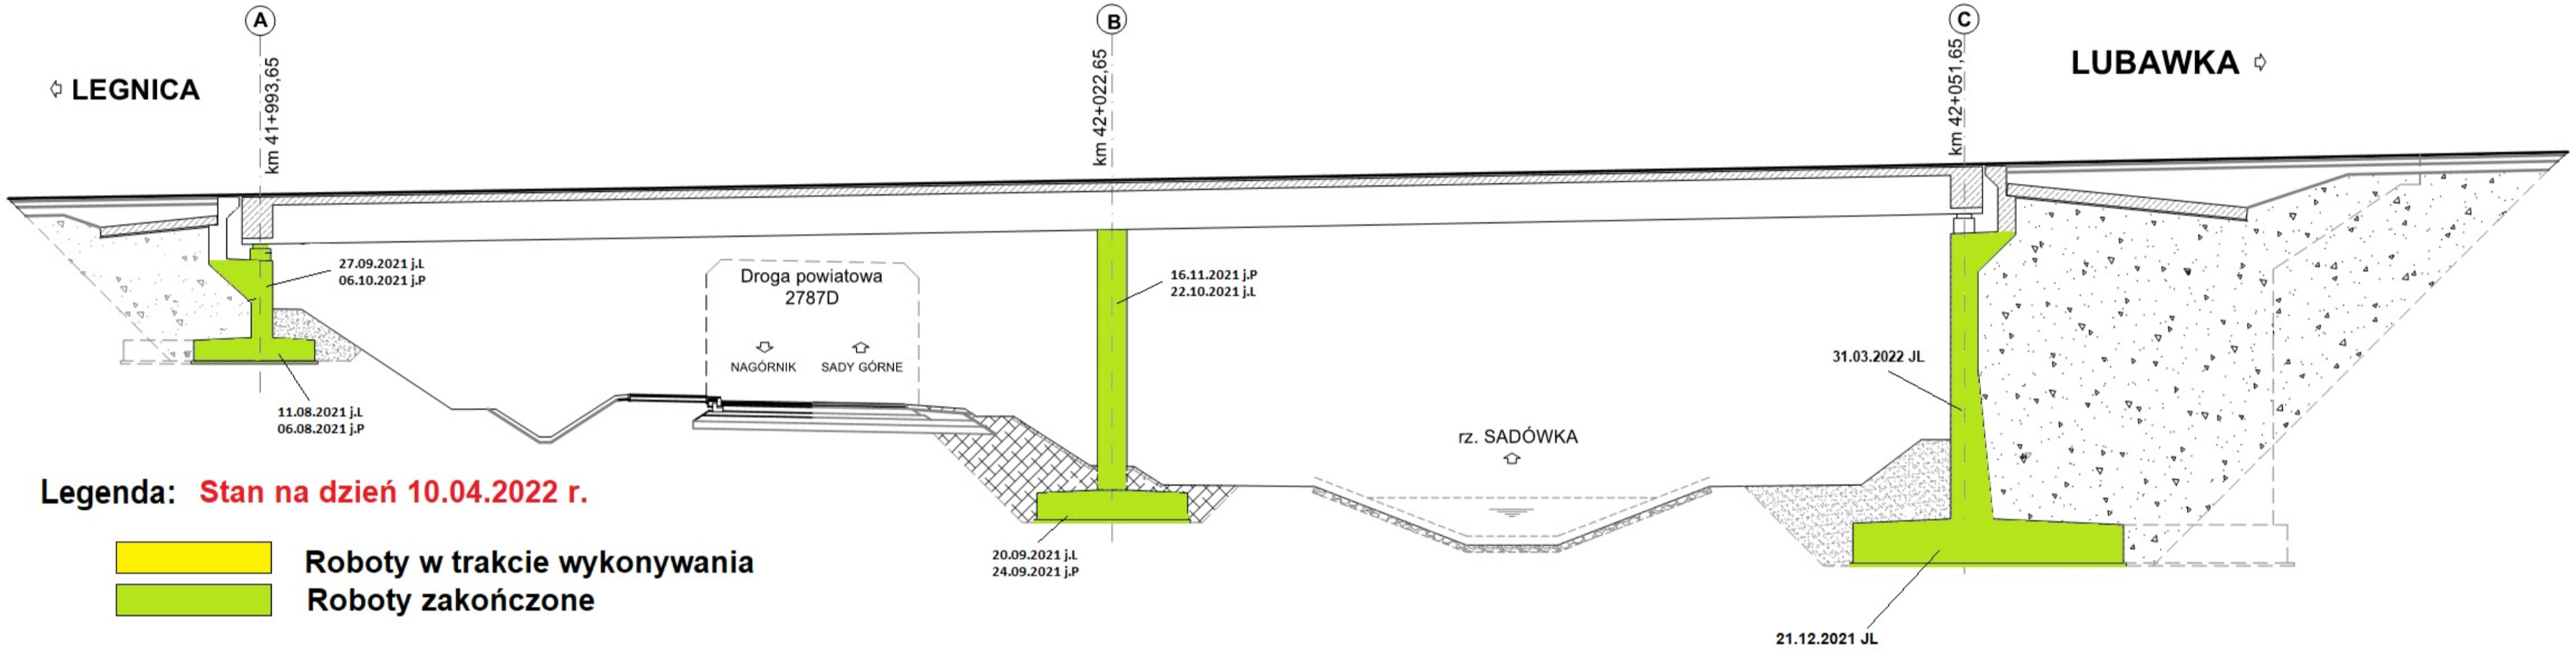 A
B
C
km 41+993,65
km 42+022,65
km 42+051,65
LEGNICA
LUBAWKA
27.09.2021 j.L
06.10.2021 j.P
Droga powiatowa
2787D
NAGÓRNIK SADY GÓRNE
16.11.2021 j.P
22.10.2021 j.L
31.03.2022 JL
11.08.2021 j.L
06.08.2021 j.P
rz. SADÓWKA
Legenda: Stan na dzień 10.04.2022 r.
20.09.2021 j.L
24.09.2021 j.P
Roboty w trakcie wykonywania
Roboty zakończone
21.12.2021 JL